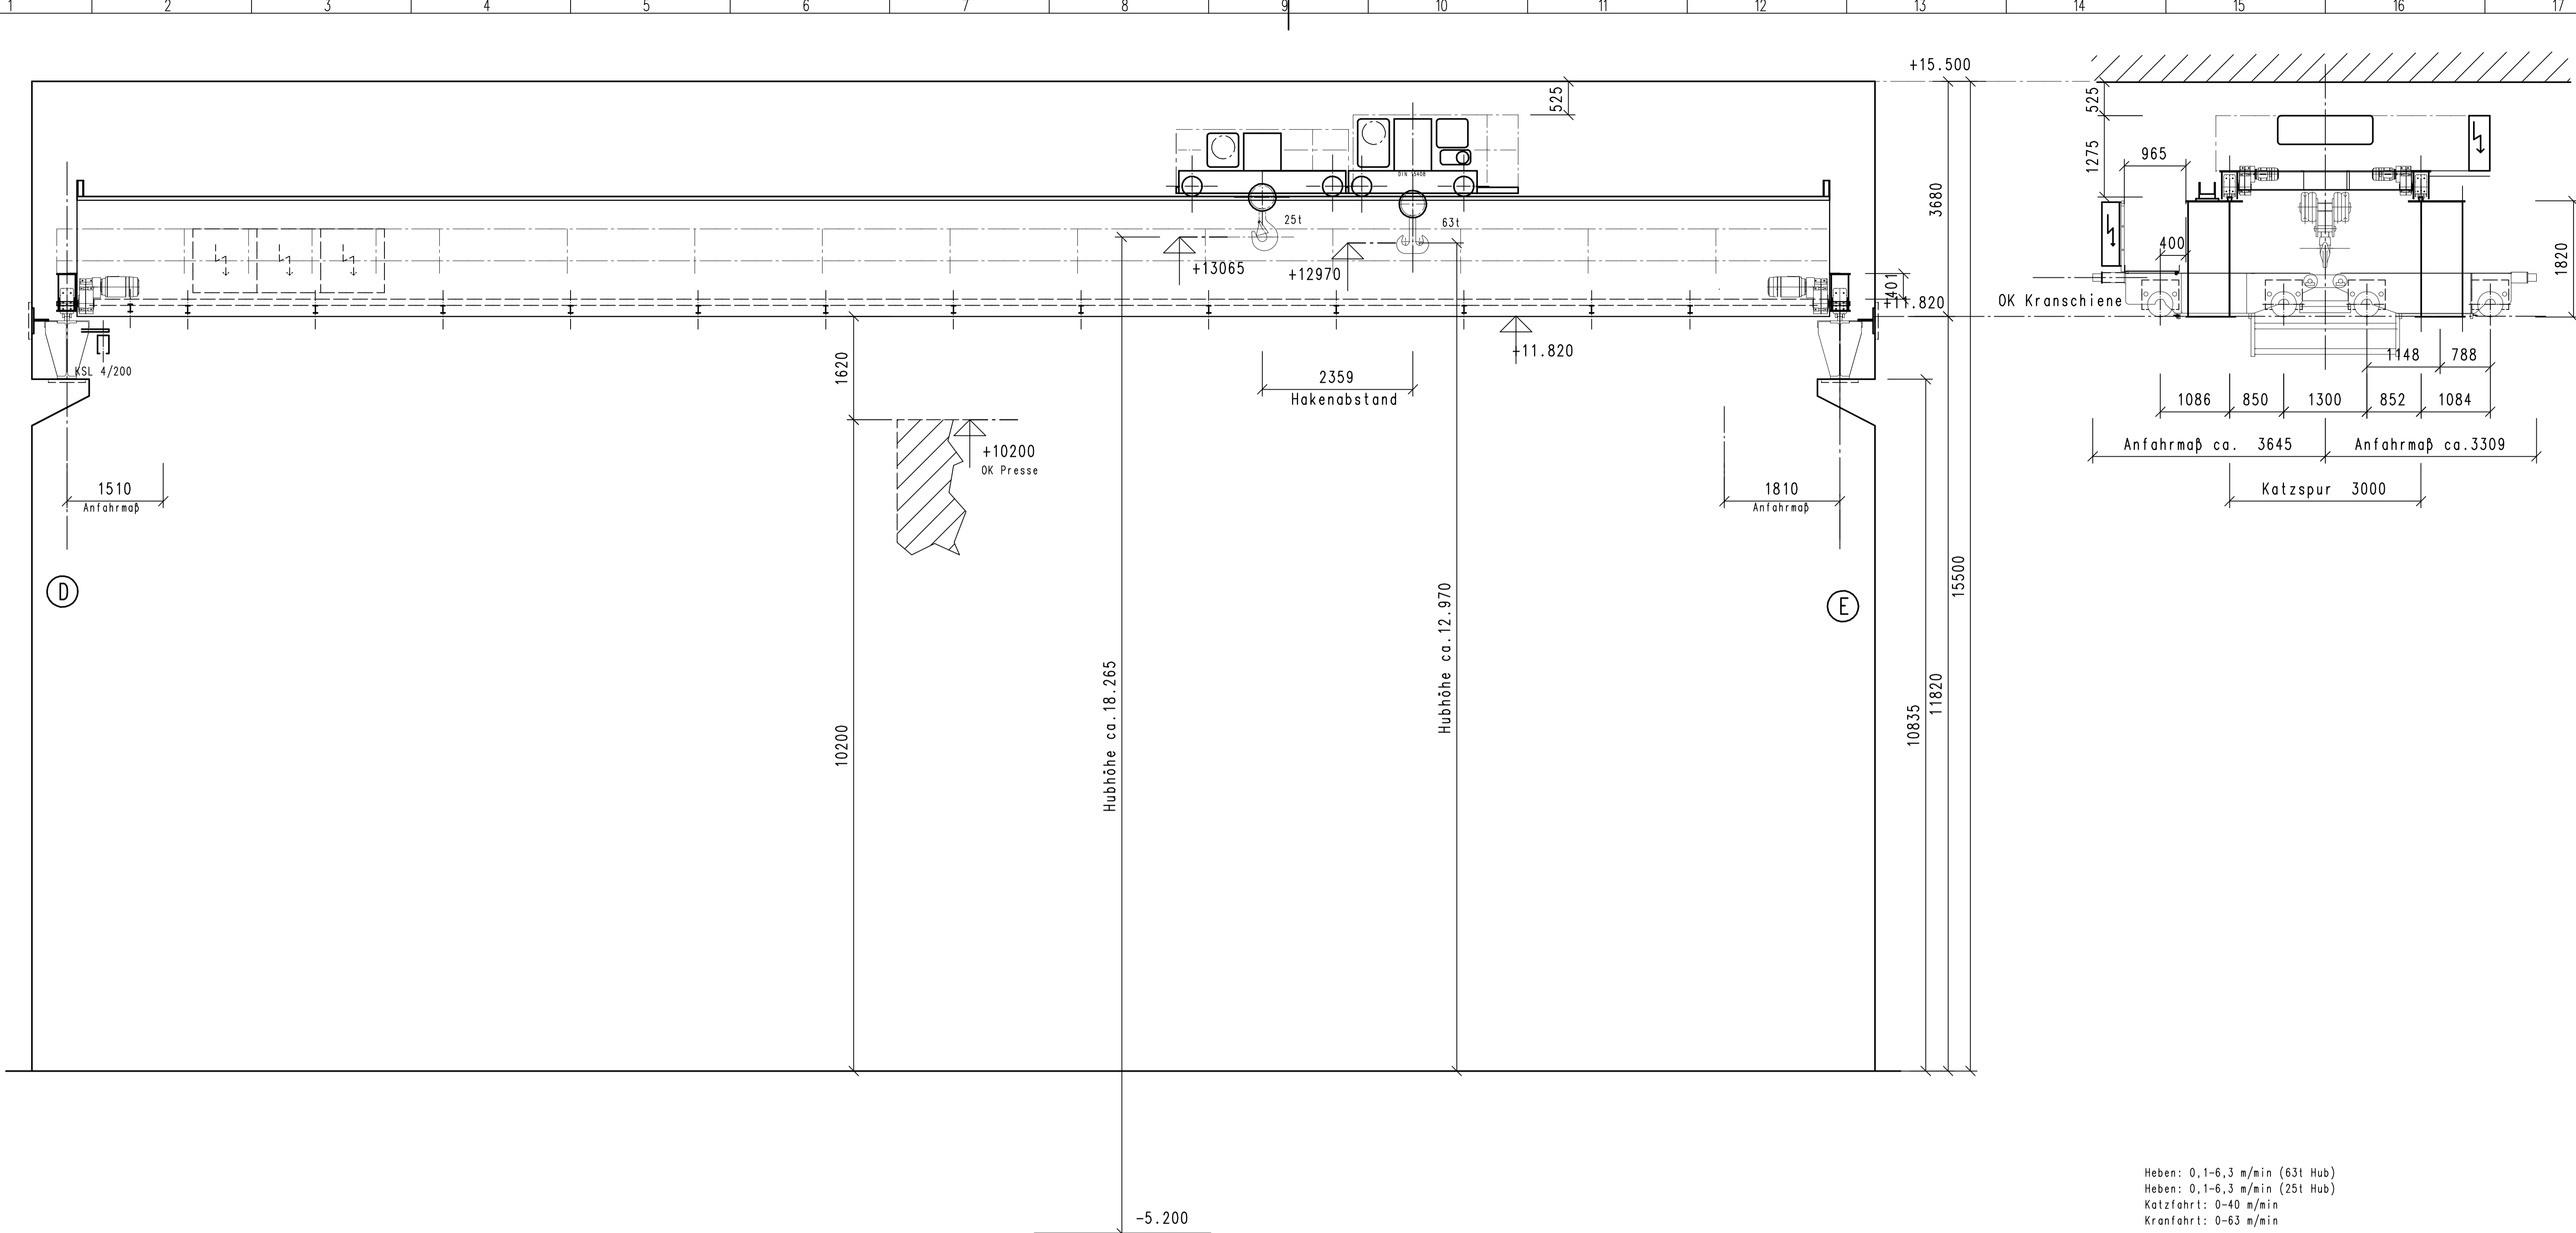 1 2 3 4 5 6 7 8 9 10 11 12 13 14 15 16 17
+15.500
525
3680
15500
DIN 15408
25t
63t
+13065
+12970
401
+11.820
+11.820
KSL 4/200
1620
2359
Hakenabstand
+10200
OK Presse
1510
Anfahrmaß
1810
Anfahrmaß
D
E
10200
Hubhöhe ca.18.265
Hubhöhe ca.12.970
10835
11820
-5.200
525
1275
965
400
1820
OK Kranschiene
1148
788
1086
850
1300
852
1084
Anfahrmaß ca. 3645
Anfahrmaß ca.3309
Katzspur 3000
Heben: 0,1-6,3 m/min (63t Hub)
Heben: 0,1-6,3 m/min (25t Hub)
Katzfahrt: 0-40 m/min
Kranfahrt: 0-63 m/min